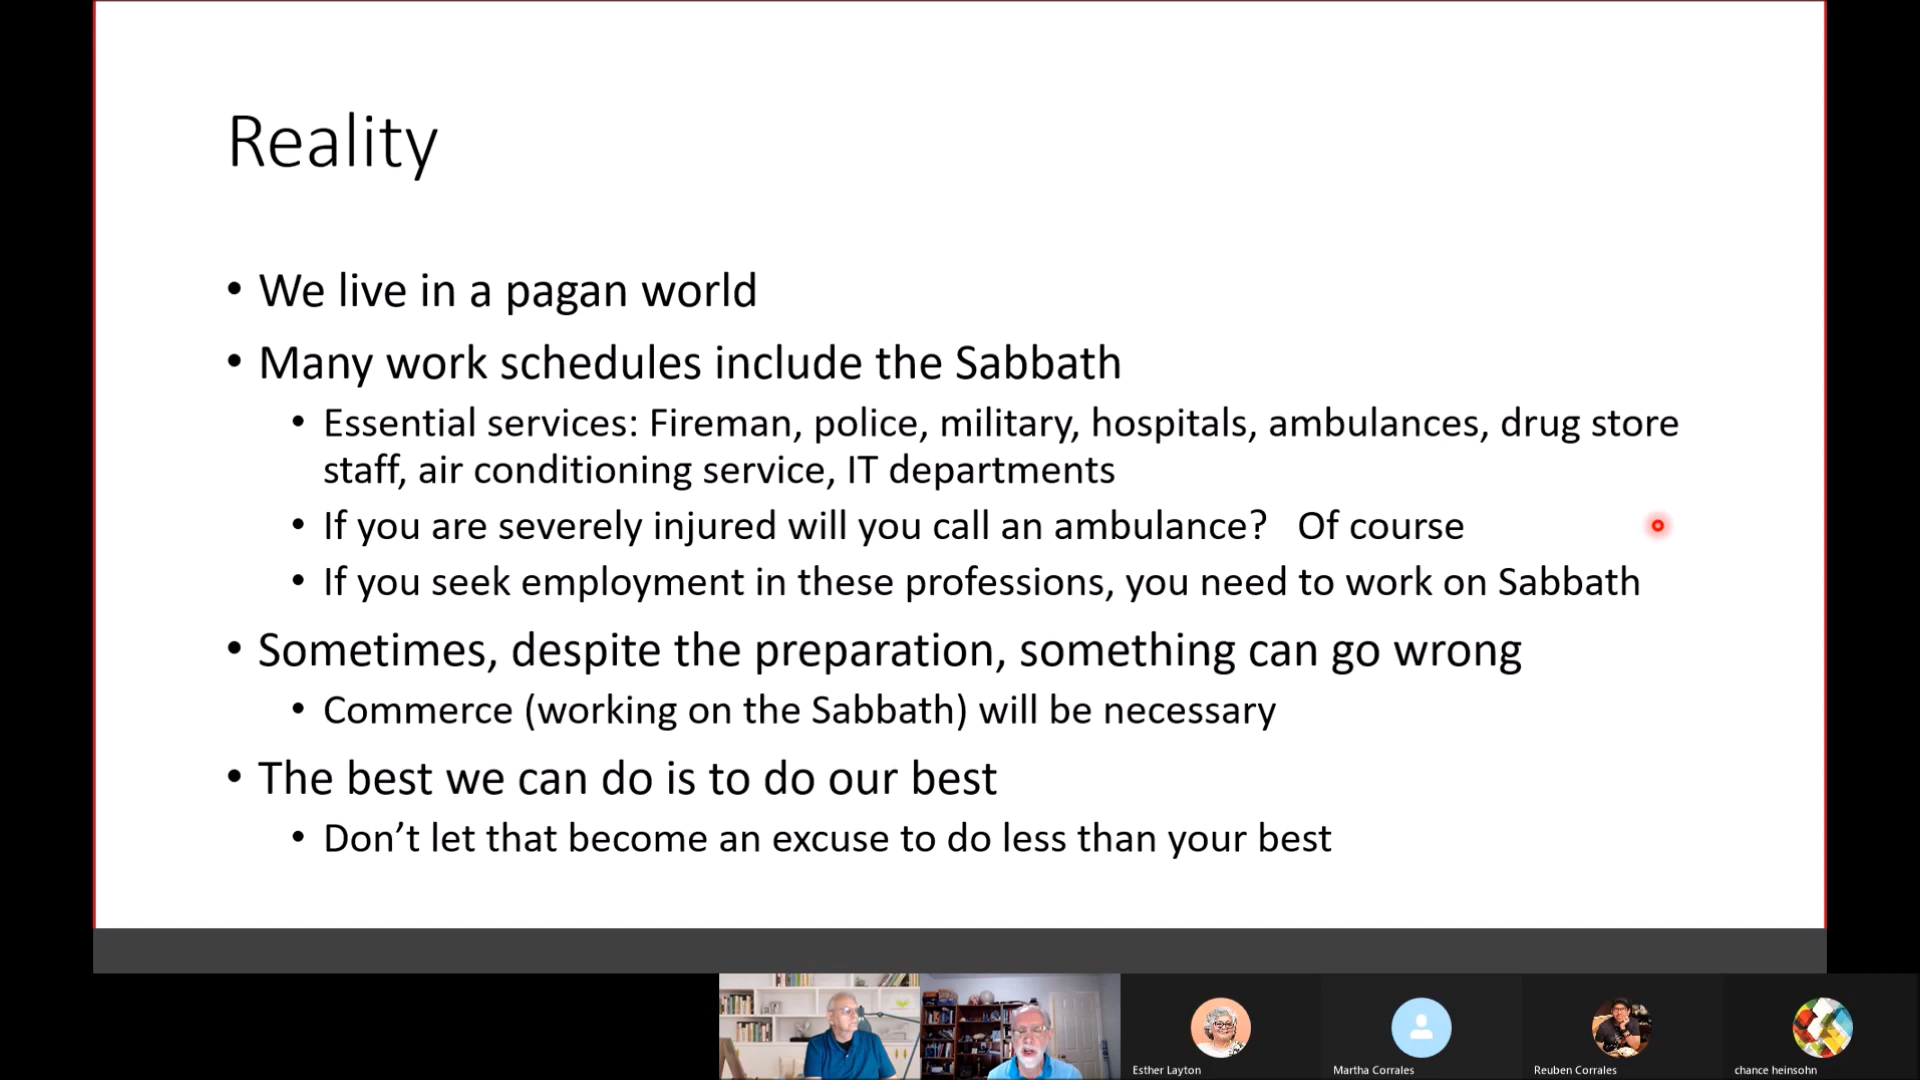 Reality
• We live in a pagan world
• Many work schedules include the Sabbath
• Essential services: Fireman, police, military, hospitals, ambulances, drug store
staff, air conditioning service, IT departments
• If you are severely injured will you call an ambulance?   Of course
• If you seek employment in these professions, you need to work on Sabbath
• Sometimes, despite the preparation, something can go wrong
• Commerce (working on the Sabbath) will be necessary
• The best we can do is to do our best
• Don’t let that become an excuse to do less than your best
Esther Layton
Martha Corrales
Reuben Corrales
chance heinsohn